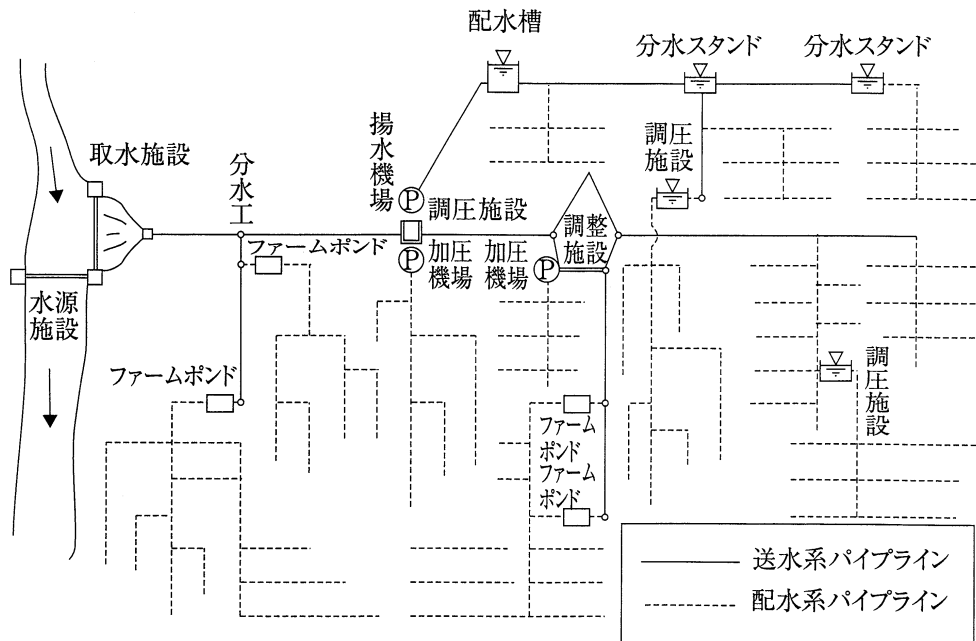 配水槽
分水スタンド
分水スタンド
揚水機場
調圧
施設
取水施設
分水工
調圧施設
調整
施設
ファームポンド
加圧
機場
加圧
機場
水源
施設
ファームポンド
調圧施設
ファーム
ポンド
ファーム
ポンド
送水系パイプライン
配水系パイプライン
P
P
P